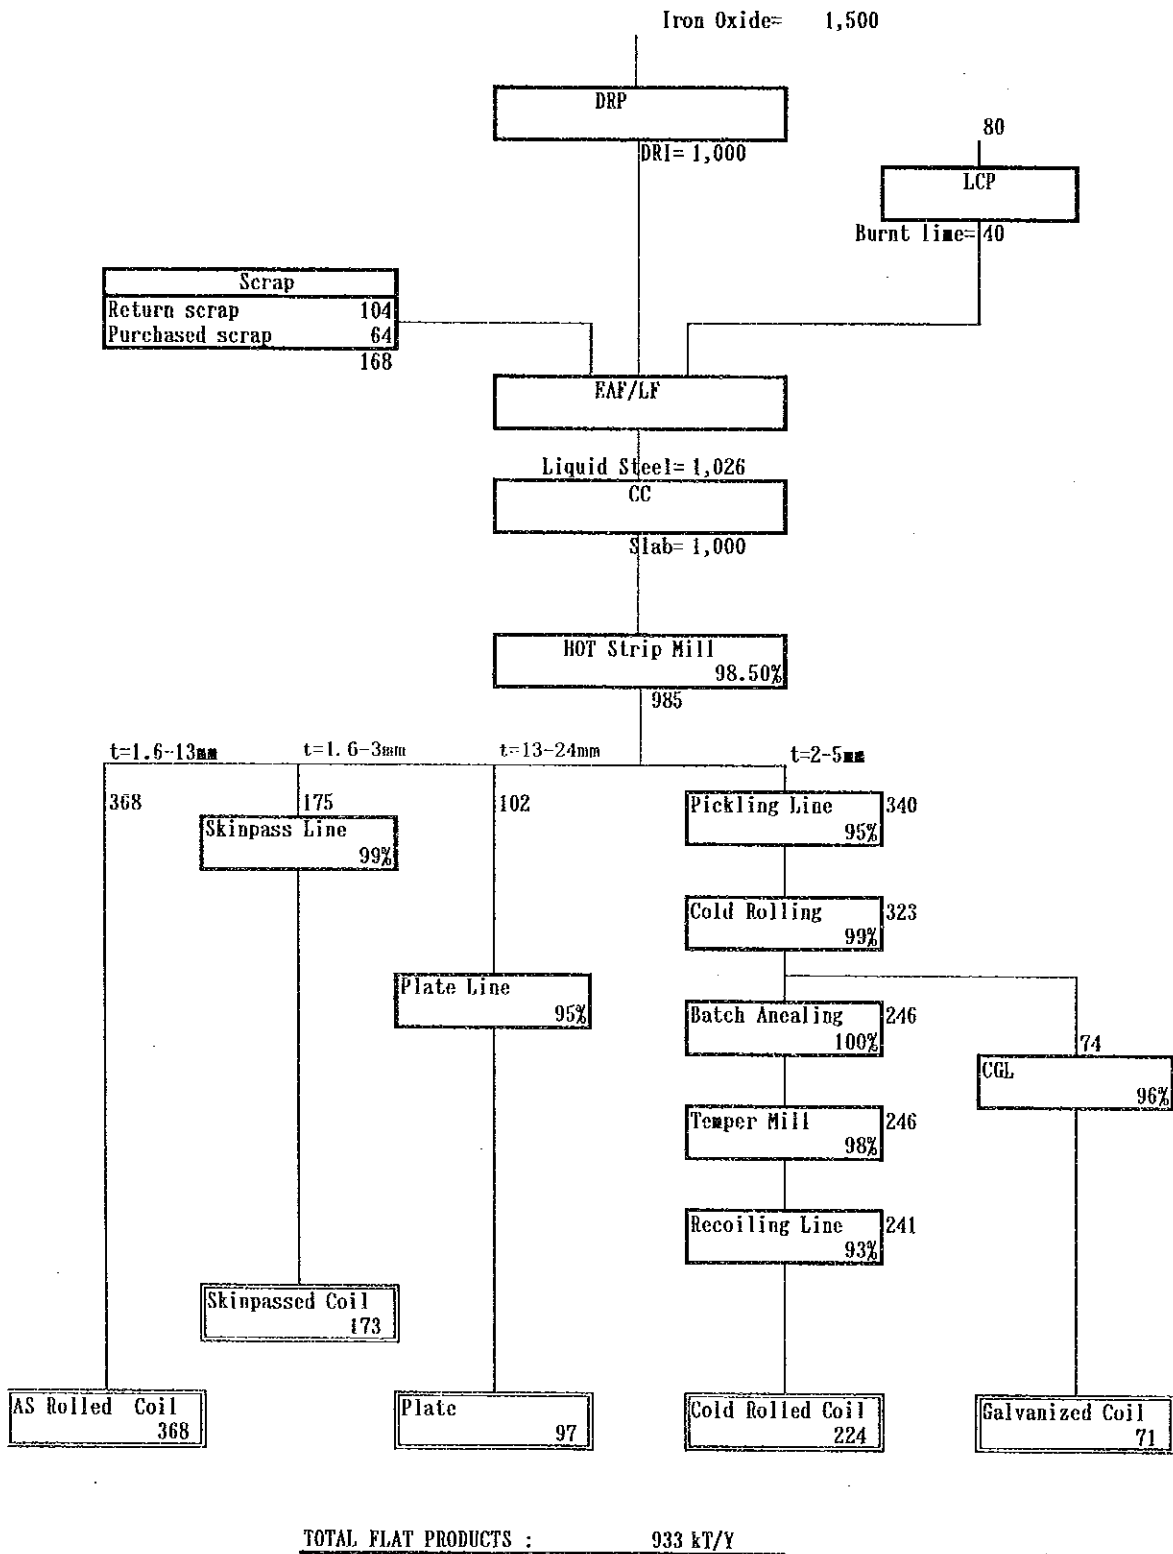 Iron Oxide= 1,500
DRP
DRI= 1,000
80
LCP
Burnt lime= 40
Scrap
Return scrap 104
Purchased scrap 64
168
EAF/LF
Liquid Steel= 1,026
CC
Slab= 1,000
HOT Strip Mill
98.50%
985
t=1.6-13mm t=1.6-3mm t=13-24mm t=2-5mm
368 175 102 Pickling Line 340
95%
Skinpass Line
99%
Cold Rolling 323
99%
Plate Line
95%
Batch Anealing 246
100%
74
CGL
96%
Temper Mill 246
98%
Recoiling Line 241
93%
Skinpassed Coil
173
AS Rolled Coil
368
Plate
97
Cold Rolled Coil
224
Galvanized Coil
71
TOTAL FLAT PRODUCTS : 933 kT/Y